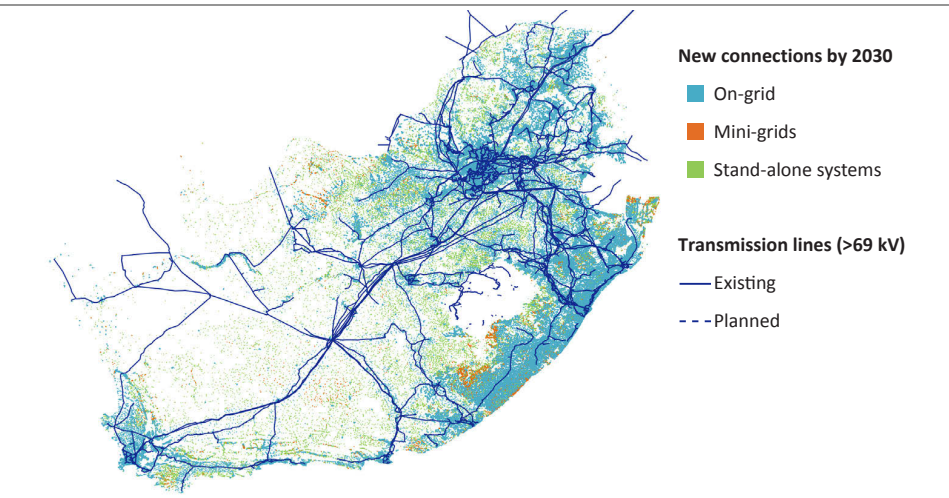 New connections by 2030
On-grid
Mini-grids
Stand-alone systems
Transmission lines (>69 kV)
Existing
Planned